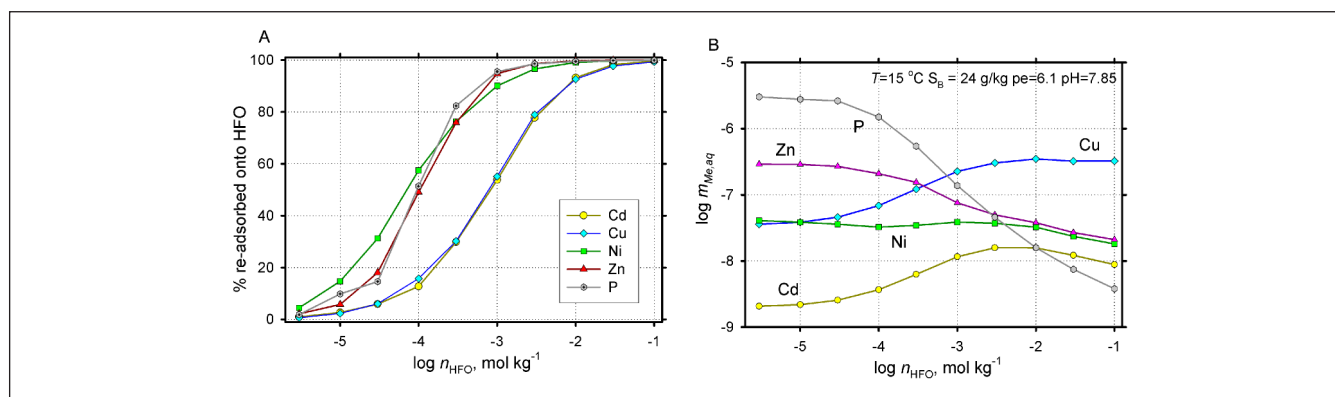 A
% re-adsorbed onto HFO
100
80
60
40
20
0
Cd
Cu
Ni
Zn
P
-5
-4
-3
-2
-1
log nHFO, mol kg-1
B
log mMe,aq
-5
-6
-7
-8
-9
T=15 °C SB = 24 g/kg pe=6.1 pH=7.85
P
Zn
Cu
Ni
Cd
-5
-4
-3
-2
-1
log nHFO, mol kg-1